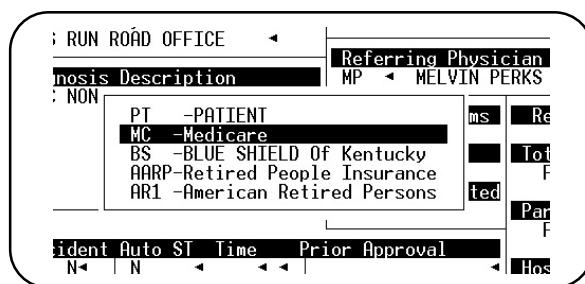 RUN ROAD OFFICE
Referring Physician
nosis Description
MP MELVIN PERKS
NON
PT -PATIENT
MC -Medicare
BS -BLUE SHIELD Of Kentucky
AARP-Retired People Insurance
AR1 -American Retired Persons
ms Re
Tot
F
ted
Par
F
cident Auto ST Time Prior Approval
N N
Hos